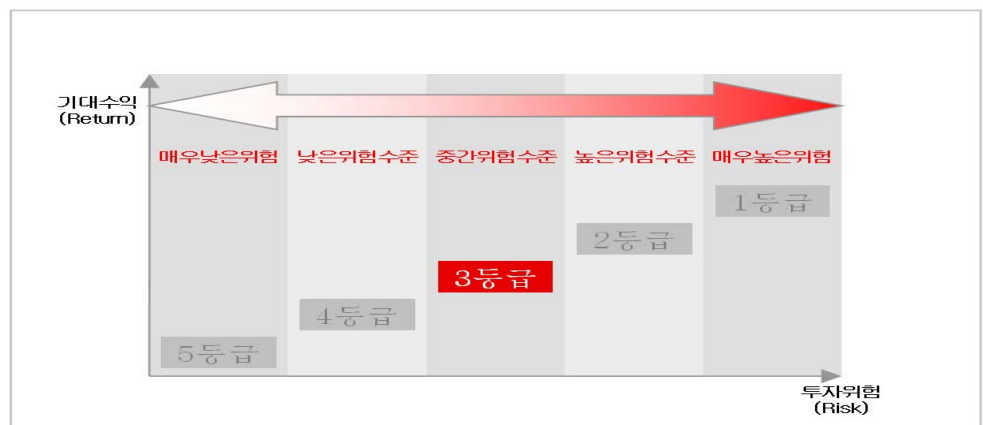 기대수익
(Return)
매우낮은위험 낮은위험수준 중간위험수준 높은위험수준 매우높은위험
1등급
2등급
3등급
4등급
5등급
투자위험
(Risk)